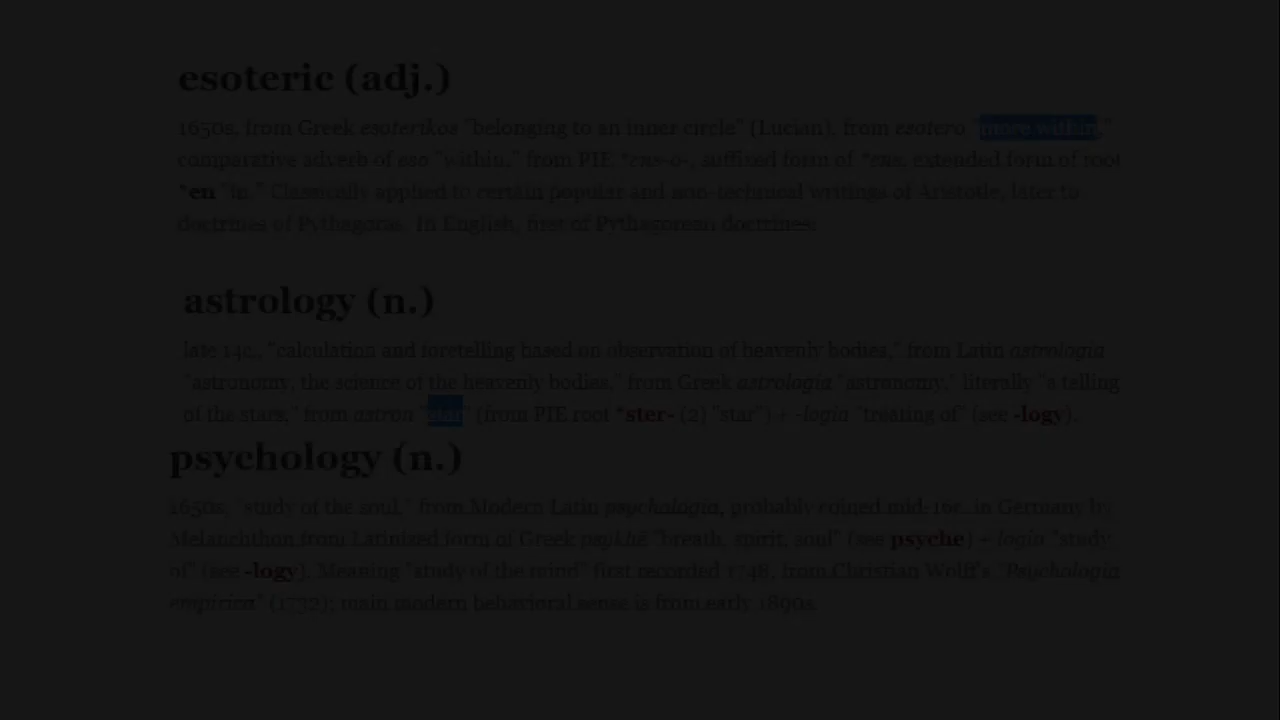 esoteric (adj.)
1650s, from Greek esoterikos "belonging to an inner circle" (Lucian), from esotero "more within,"
comparative adverb of eso "within," from PIE *ens-o-, suffixed form of *ens, extended form of root
*en "in." Classically applied to certain popular and non-technical writings of Aristotle, later to
doctrines of Pythagoras. In English, first of Pythagorean doctrines.
astrology (n.)
late 14c., "calculation and foretelling based on observation of heavenly bodies," from Latin astrologia
"astronomy, the science of the heavenly bodies," from Greek astrologia "astronomy," literally "a telling
of the stars," from astron "star" (from PIE root *ster- (2) "star") + -logia "treating of" (see -logy).
psychology (n.)
1650s, "study of the soul," from Modern Latin psychologia, probably coined mid-16c. in Germany by
Melanchthon from Latinized form of Greek psykhē "breath, spirit, soul" (see psyche) + -logia "study
of" (see -logy). Meaning "study of the mind" first recorded 1748, from Christian Wolff's "Psychologia
empirica" (1732); main modern behavioral sense is from early 1890s.